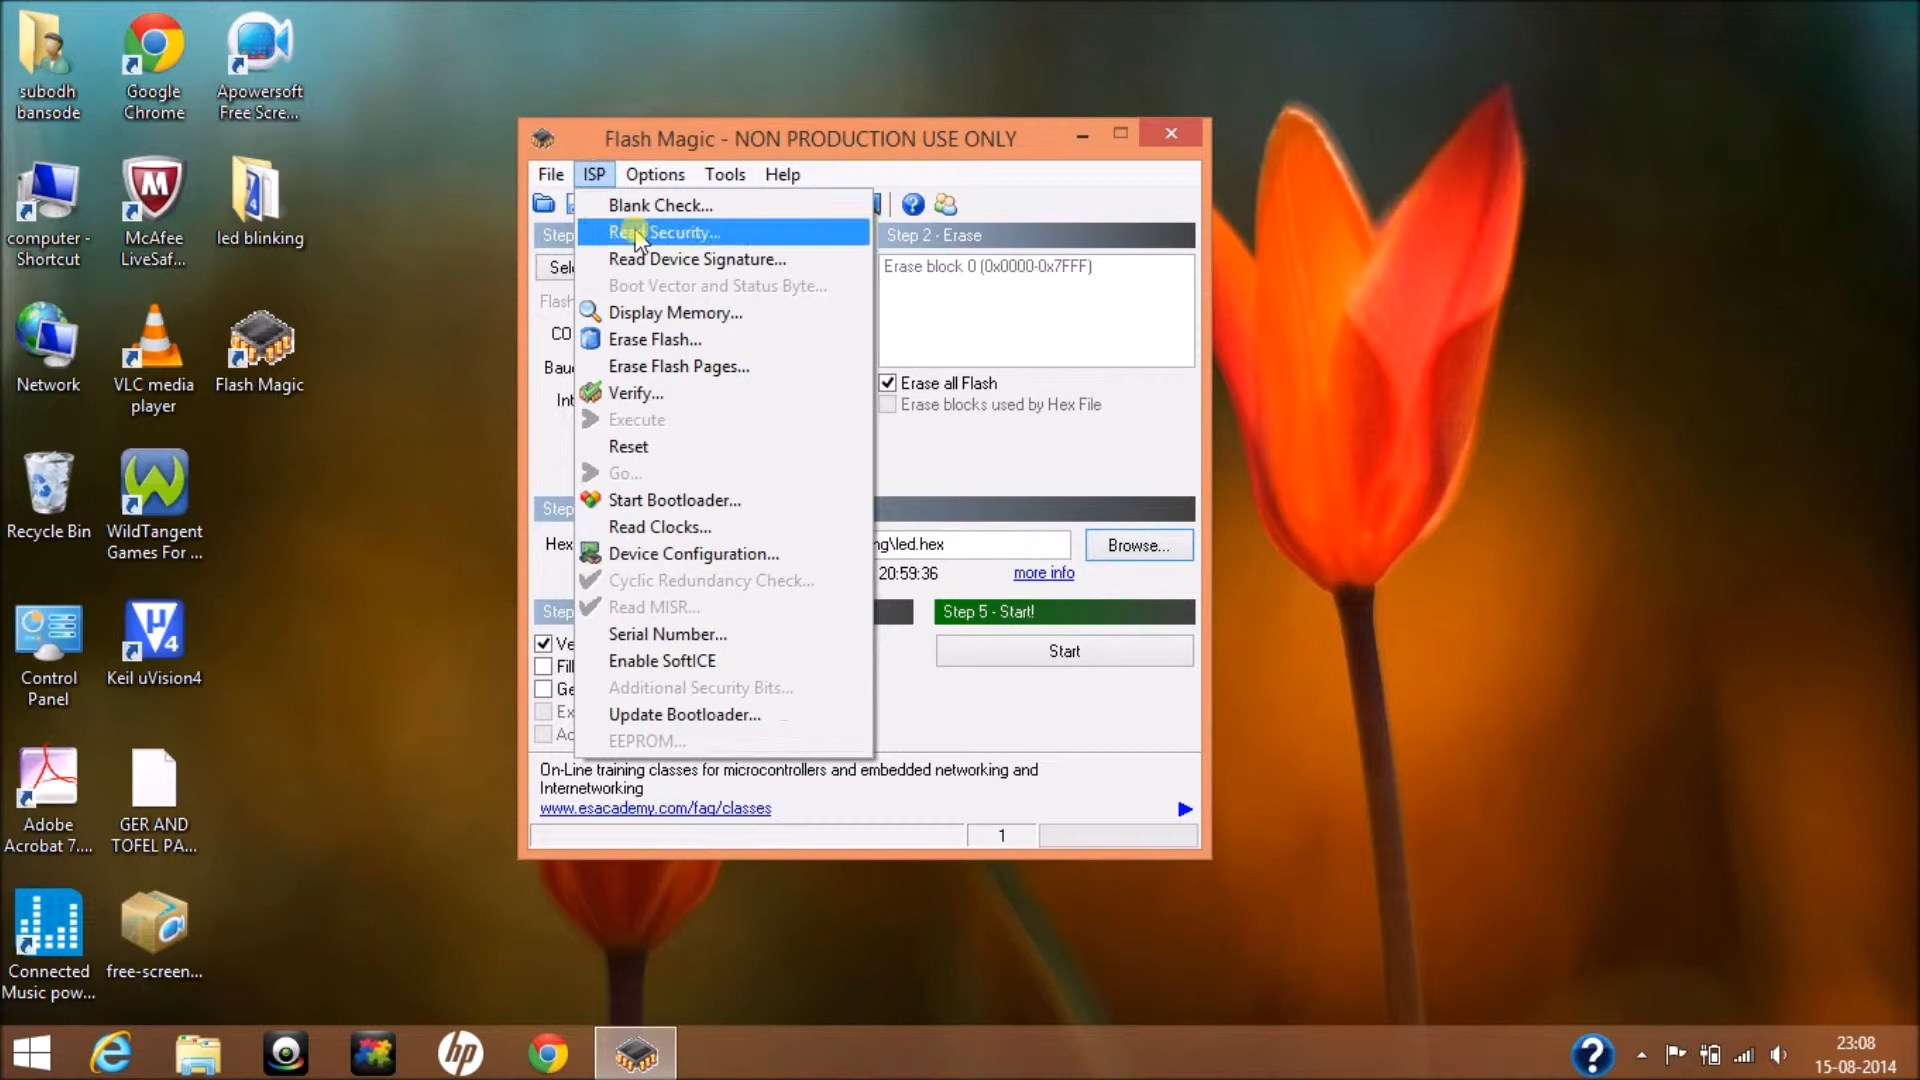 subodh
bansode
Google
Chrome
Apowersoft
Free Scre...
computer -
Shortcut
McAfee
LiveSaf...
led blinking
Network
VLC media
player
Flash Magic
Recycle Bin
WildTangent
Games For ...
Control
Panel
Keil uVision4
Adobe
Acrobat 7....
GER AND
TOFEL PA...
Connected
Music pow...
free-screen...
Flash Magic - NON PRODUCTION USE ONLY
File ISP Options Tools Help
Blank Check...
Read Security...
Read Device Signature...
Boot Vector and Status Byte...
Display Memory...
Erase Flash...
Erase Flash Pages...
Verify...
Execute
Reset
Go...
Start Bootloader...
Read Clocks...
Device Configuration...
Cyclic Redundancy Check...
Read MISR...
Serial Number...
Enable SoftICE
Additional Security Bits...
Update Bootloader...
EEPROM...
Step
Sel
Flash
CO
Baud
Int
Step 2 - Erase
Erase block 0 (0x0000-0x7FFF)
Erase all Flash
Erase blocks used by Hex File
Step
Hex
ng\led.hex
Browse...
20:59:36
more info
Step
Ve
Fill
Ge
Ex
Ac
Step 5 - Start!
Start
On-Line training classes for microcontrollers and embedded networking and
Internetworking
www.esacademy.com/faq/classes
1
hp
23:08
15-08-2014